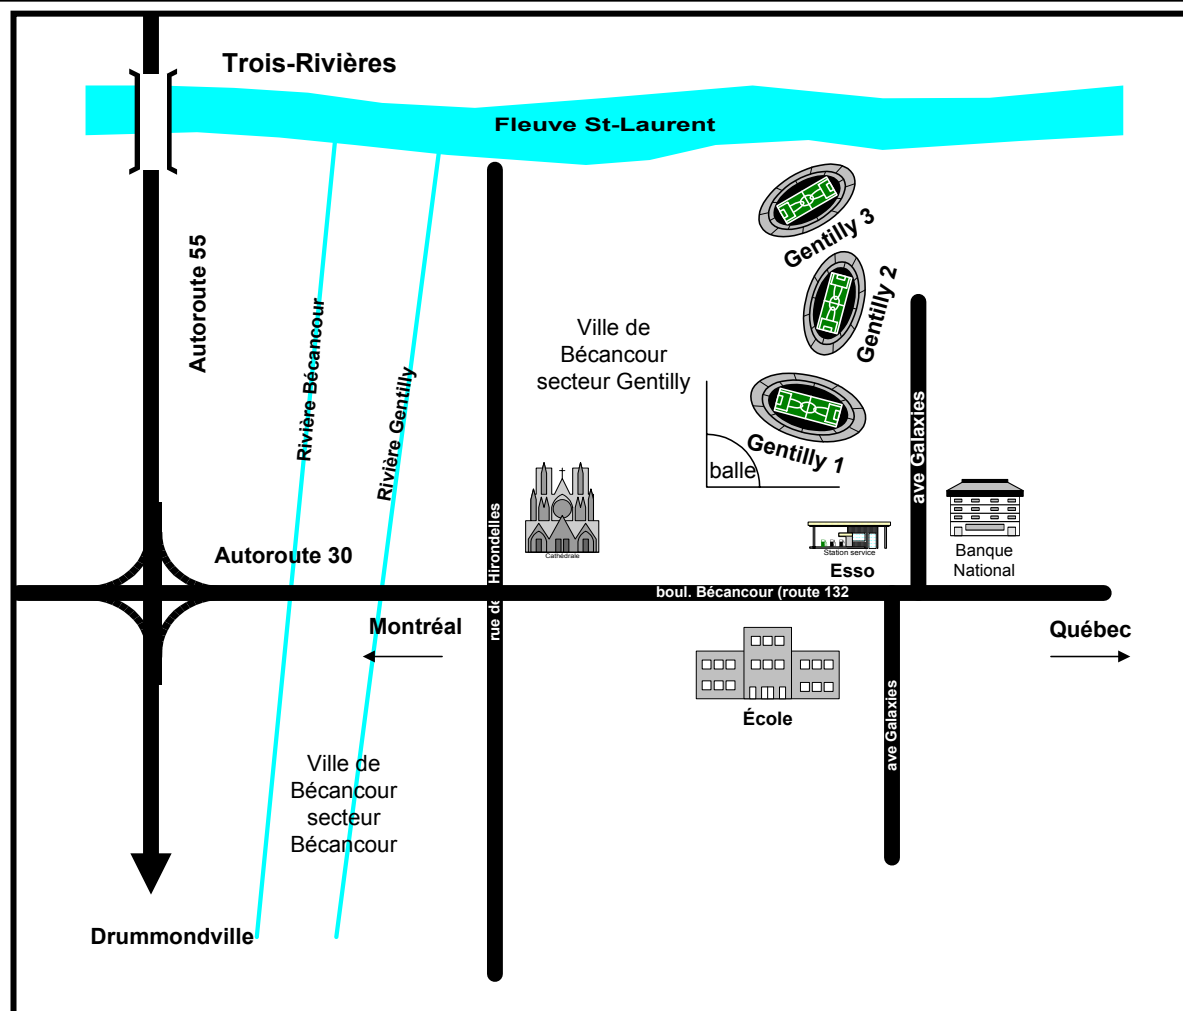 Trois-Rivières
Fleuve St-Laurent
Autoroute 55
Rivière Bécancour
Rivière Gentilly
Gentilly 3
Gentilly 2
Ville de
Bécancour
secteur Gentilly
Gentilly 1
balle
ave Galaxies
Cathédrale
Station service
Esso
Banque
National
Autoroute 30
rue des Hirondelles
boul. Bécancour (route 132
Montréal
Québec
École
ave Galaxies
Ville de
Bécancour
secteur
Bécancour
Drummondville